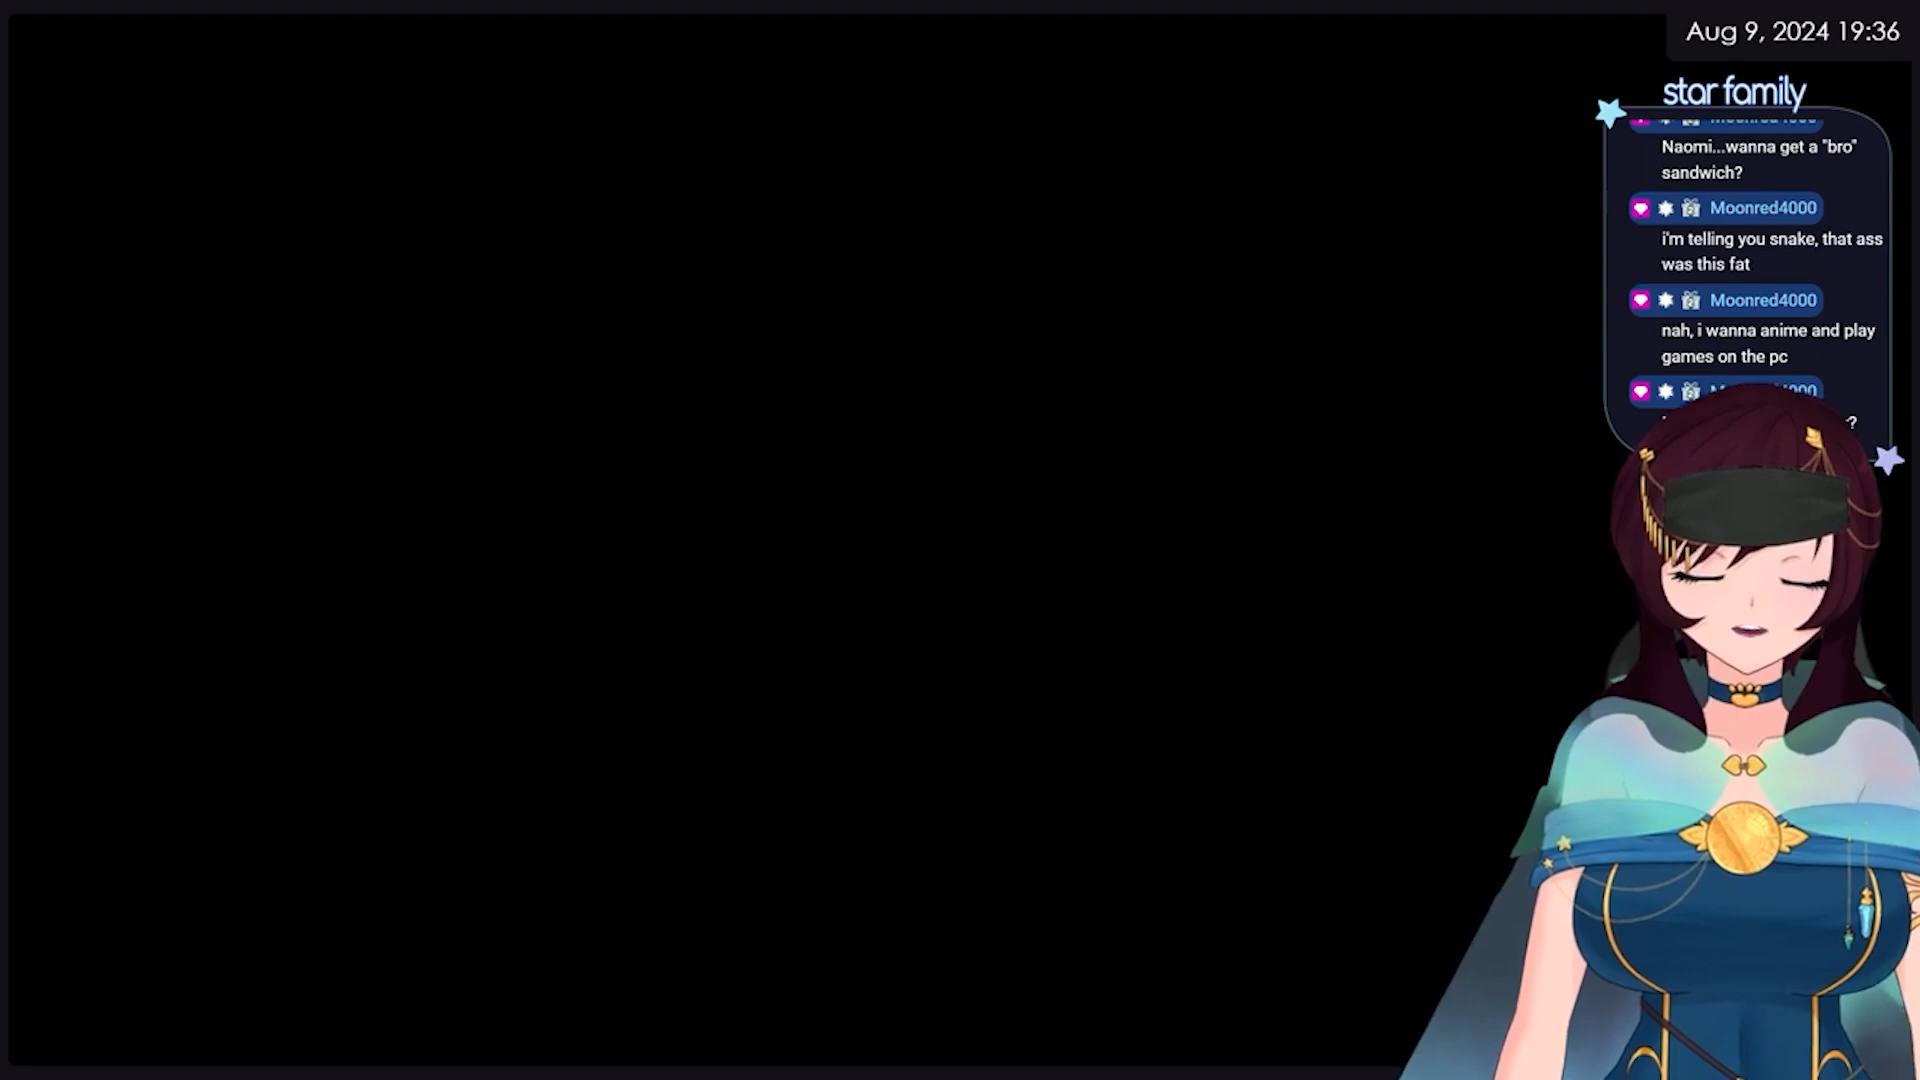 Aug 9, 2024 19:36
star family
Naomi...wanna get a "bro"
sandwich?
Moonred4000
i'm telling you snake, that ass
was this fat
Moonred4000
nah, i wanna anime and play
games on the pc
?